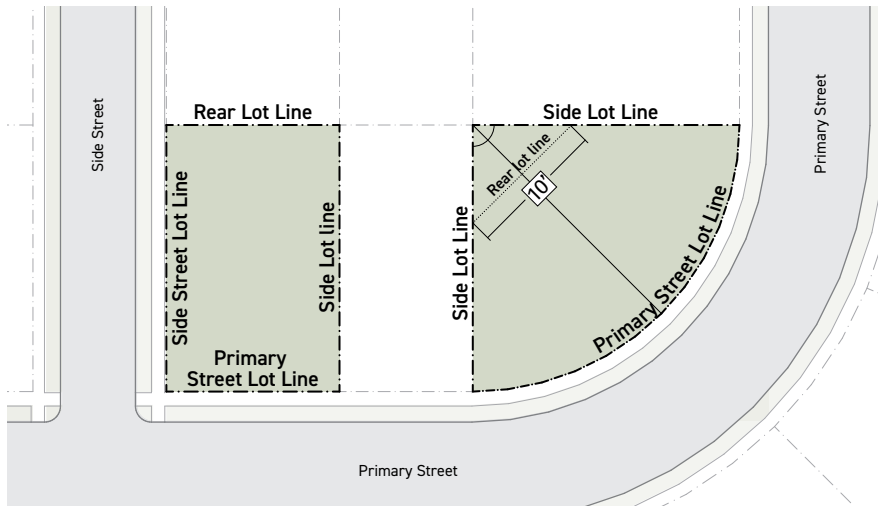 Rear Lot Line
Side Lot Line
Side Street
Primary Street
Rear lot line
10'
Side Street Lot Line
Side Lot line
Side Lot Line
Primary Street Lot Line
Primary
Street Lot Line
Primary Street